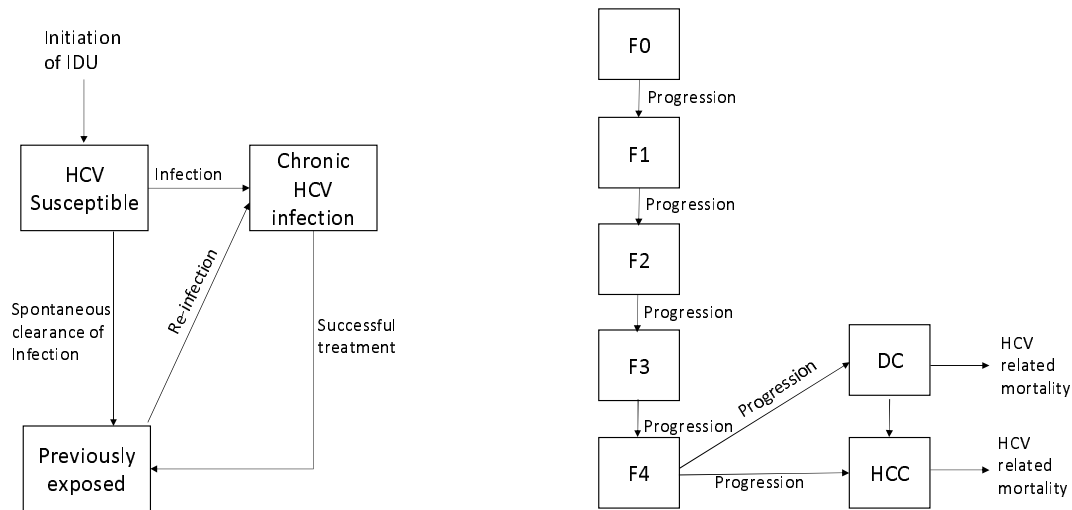 Initiation
of IDU
HCV
Susceptible
Infection
Chronic
HCV
infection
Spontaneous
clearance of
Infection
Re-infection
Successful
treatment
Previously
exposed
F0
Progression
F1
Progression
F2
Progression
F3
Progression
F4
Progression
Progression
DC
HCV
related
mortality
HCC
HCV
related
mortality